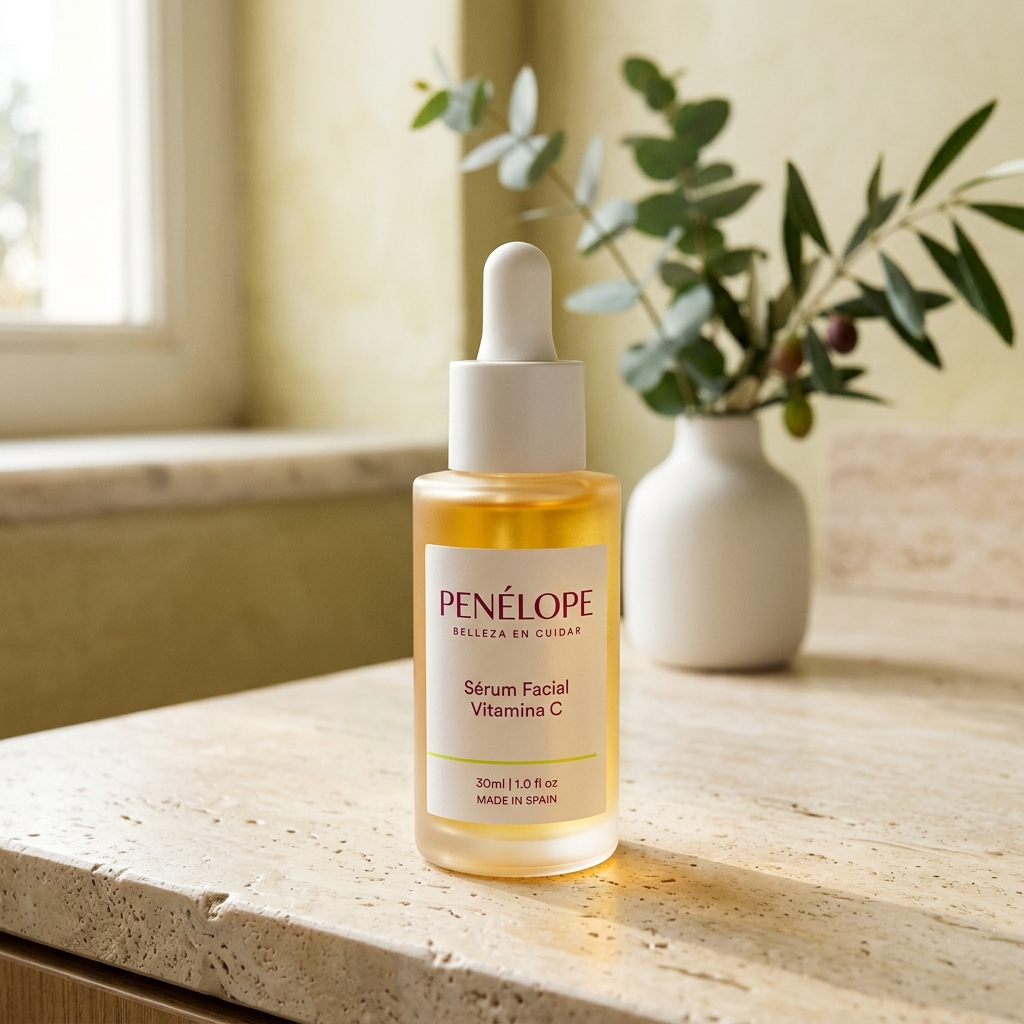 PENÉLOPE
BELLEZA EN CUIDAR
Sérum Facial
Vitamina C
30ml | 1.0 fl oz
MADE IN SPAIN